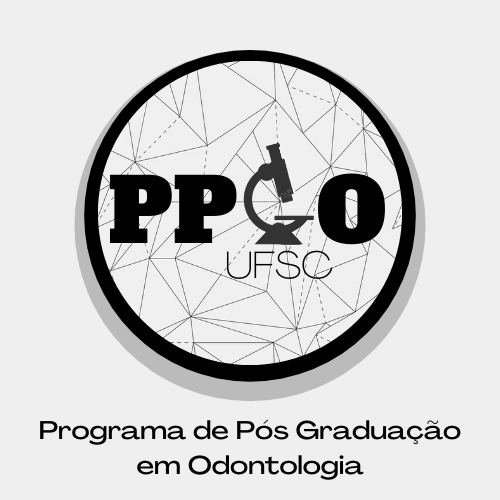 PPGO
UFSC
Programa de Pós Graduação
em Odontologia